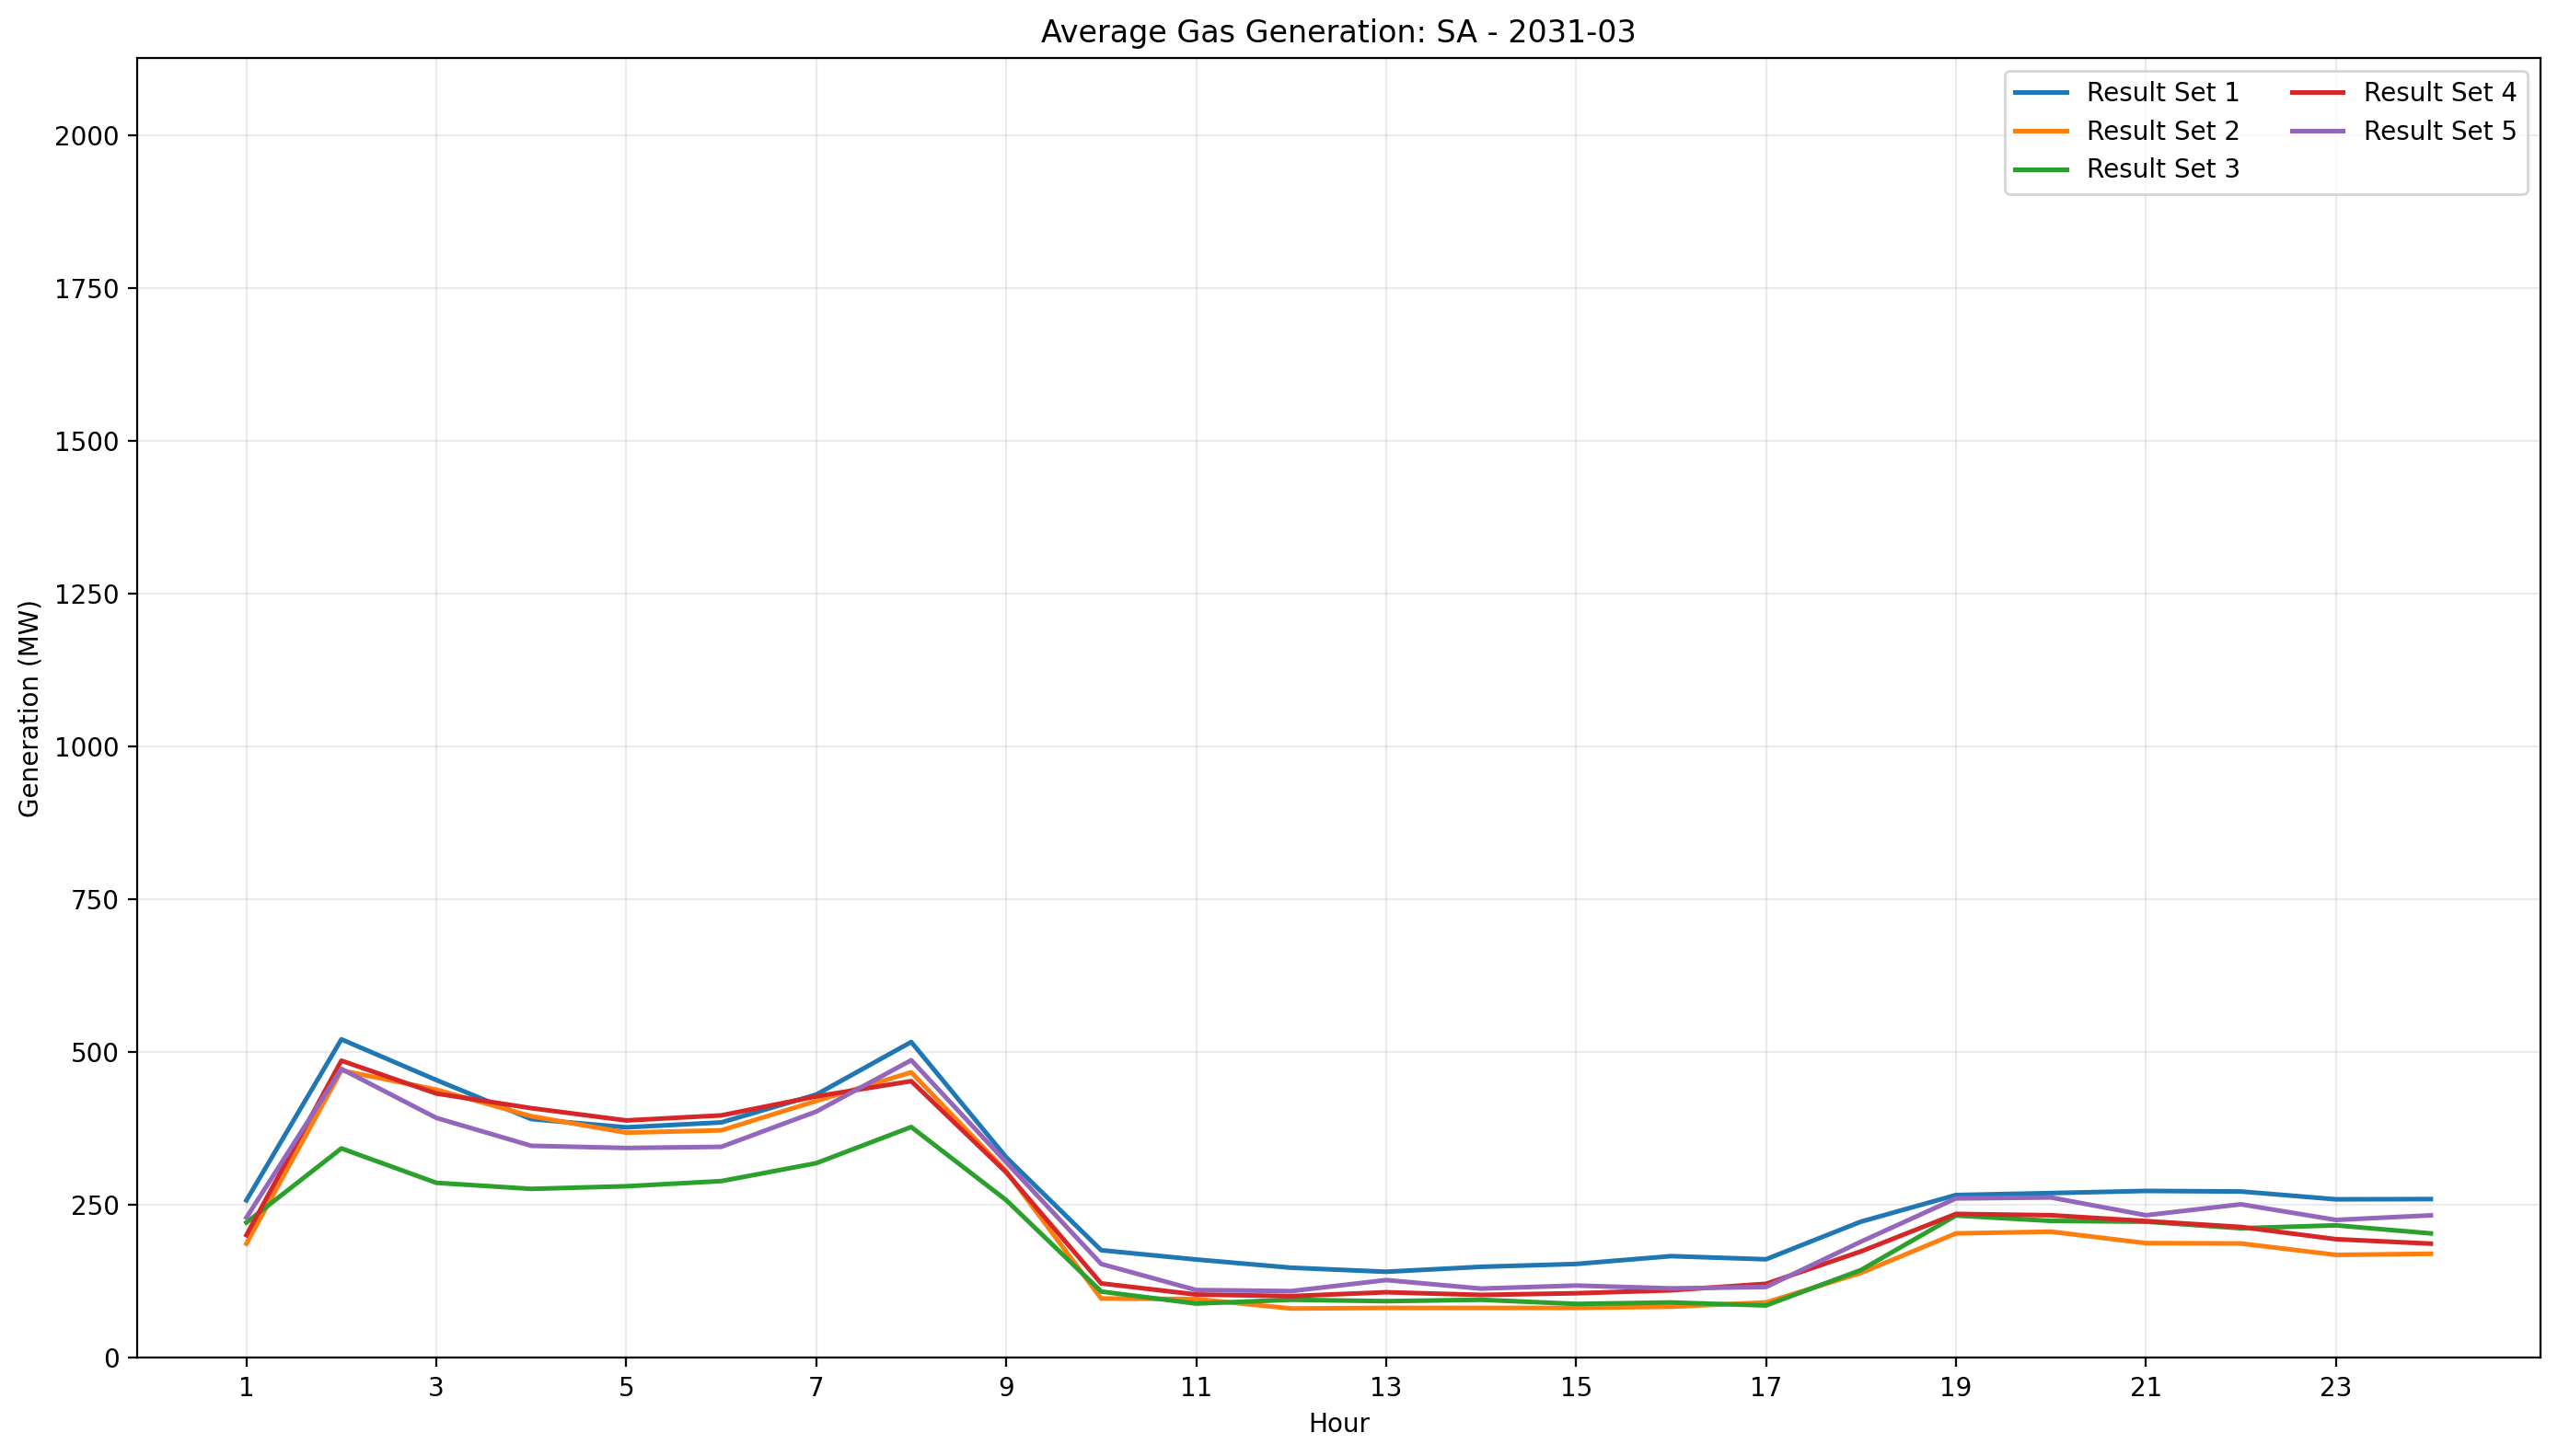 Average Gas Generation: SA - 2031-03
Result Set 1
Result Set 2
Result Set 3
Result Set 4
Result Set 5
Generation (MW)
2000
1750
1500
1250
1000
750
500
250
0
1 3 5 7 9 11 13 15 17 19 21 23
Hour